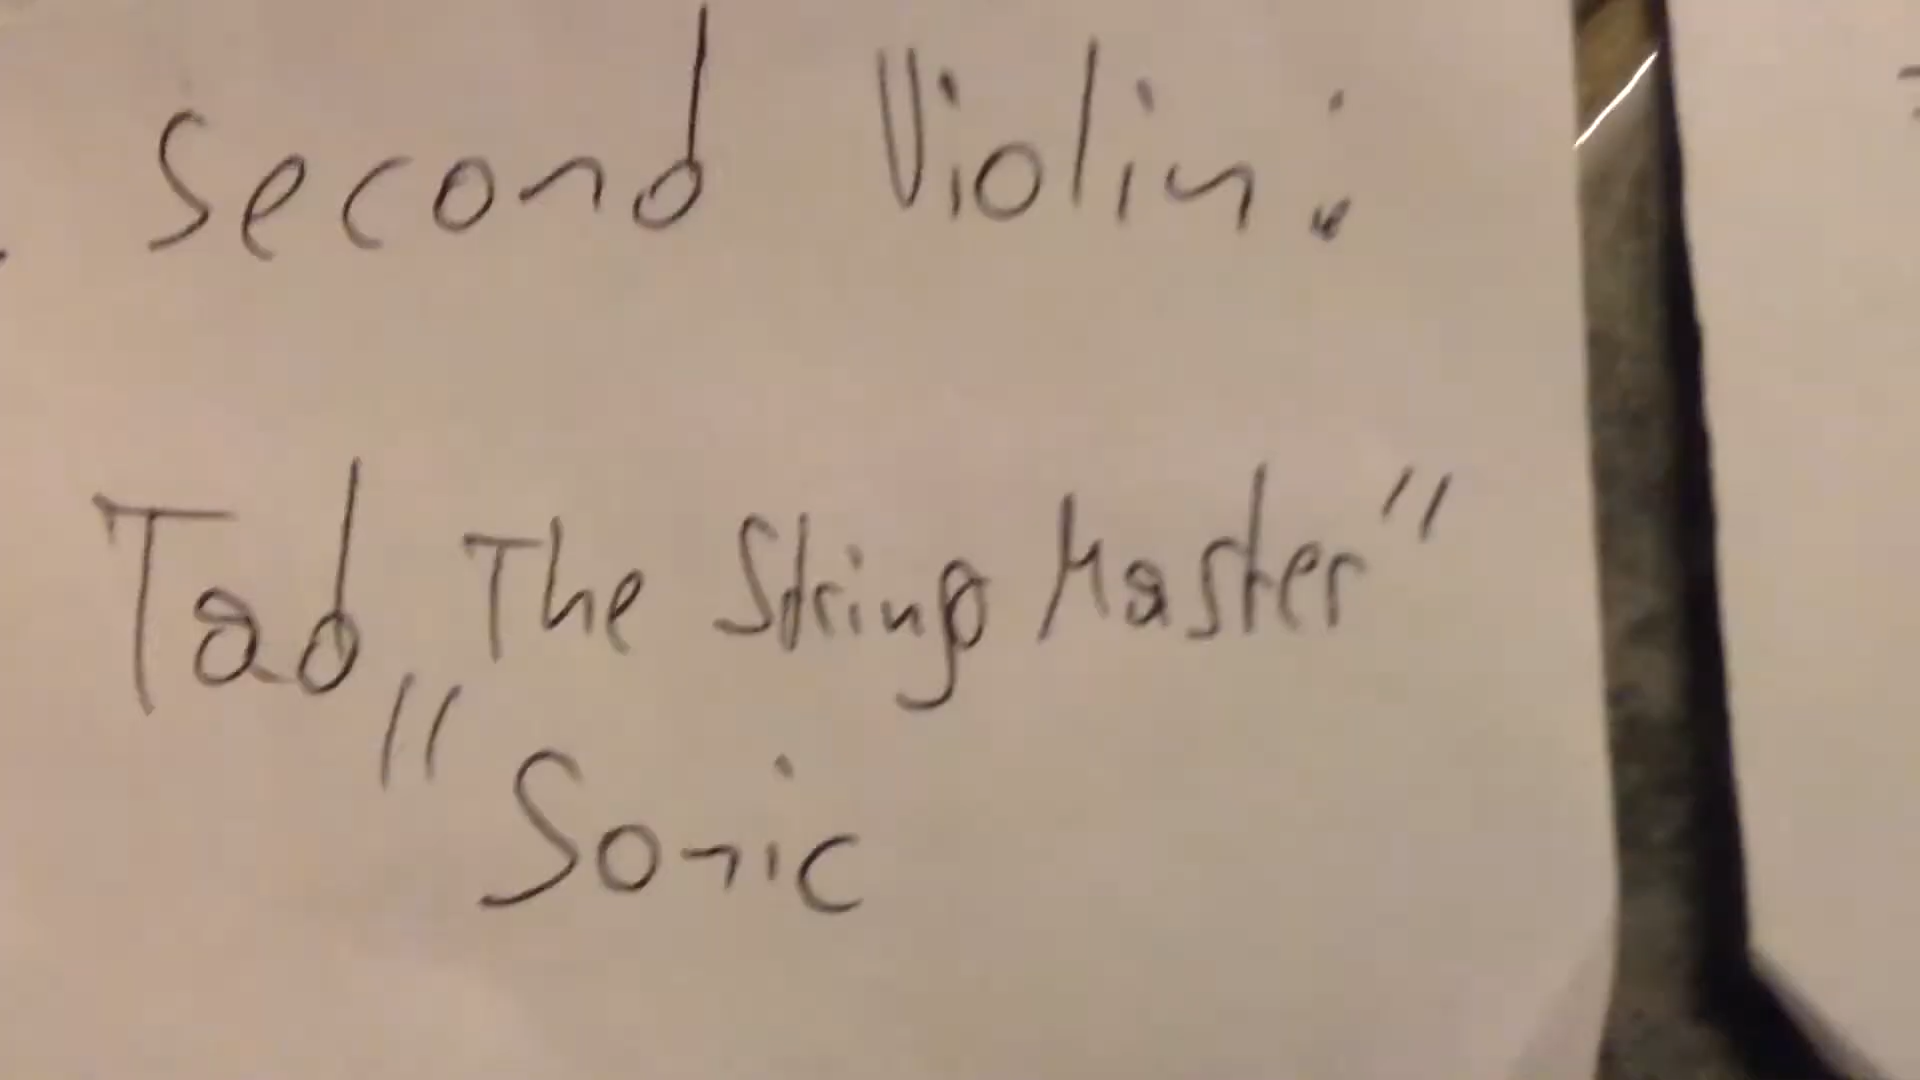 Second Violin:
Tad "The String Master"
Sonic